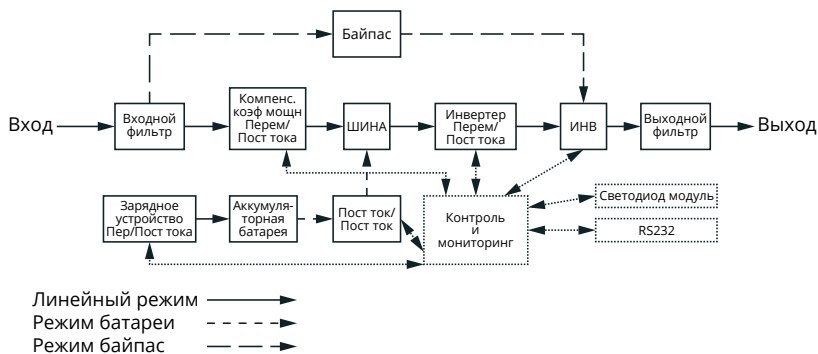 Байпас
Вход
Входной
фильтр
Компенс.
коэф мощн
Перем/
Пост тока
ШИНА
Инвертер
Перем/
Пост тока
ИНВ
Выходной
фильтр
Выход
Зарядное
устройство
Пер/Пост тока
Аккумуля-
торная
батарея
Пост ток/
Пост ток
Контроль
и
мониторинг
Светодиод модуль
RS232
Линейный режим
Режим батареи
Режим байпас